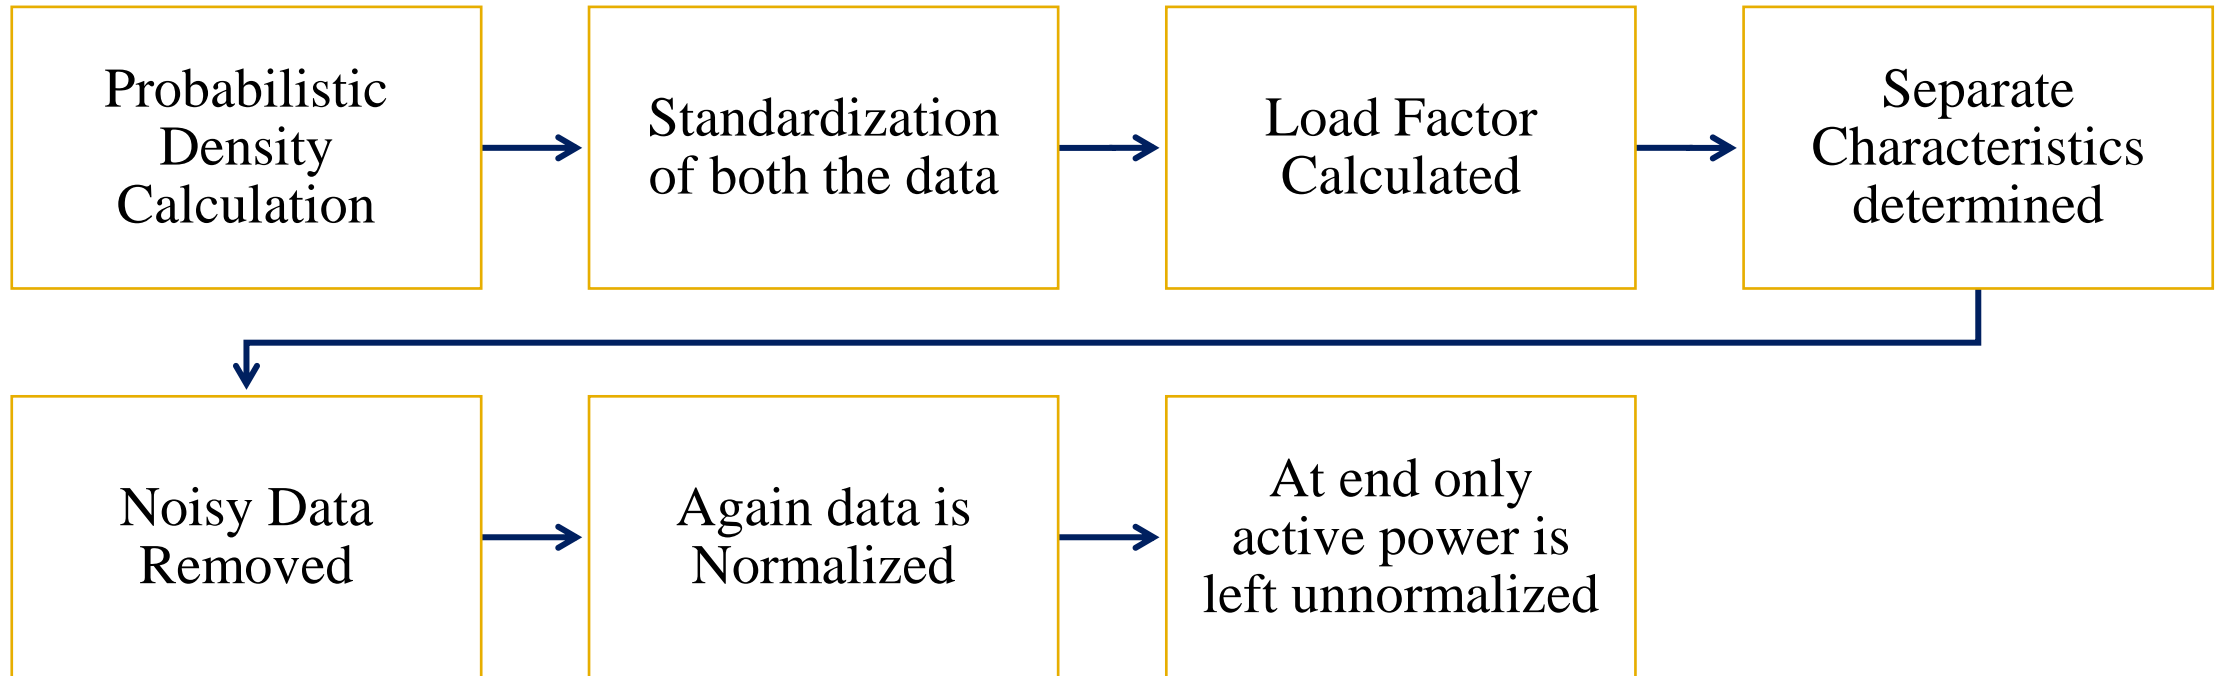 Probabilistic
Density
Calculation
Standardization
of both the data
Load Factor
Calculated
Separate
Characteristics
determined
Noisy Data
Removed
Again data is
Normalized
At end only
active power is
left unnormalized